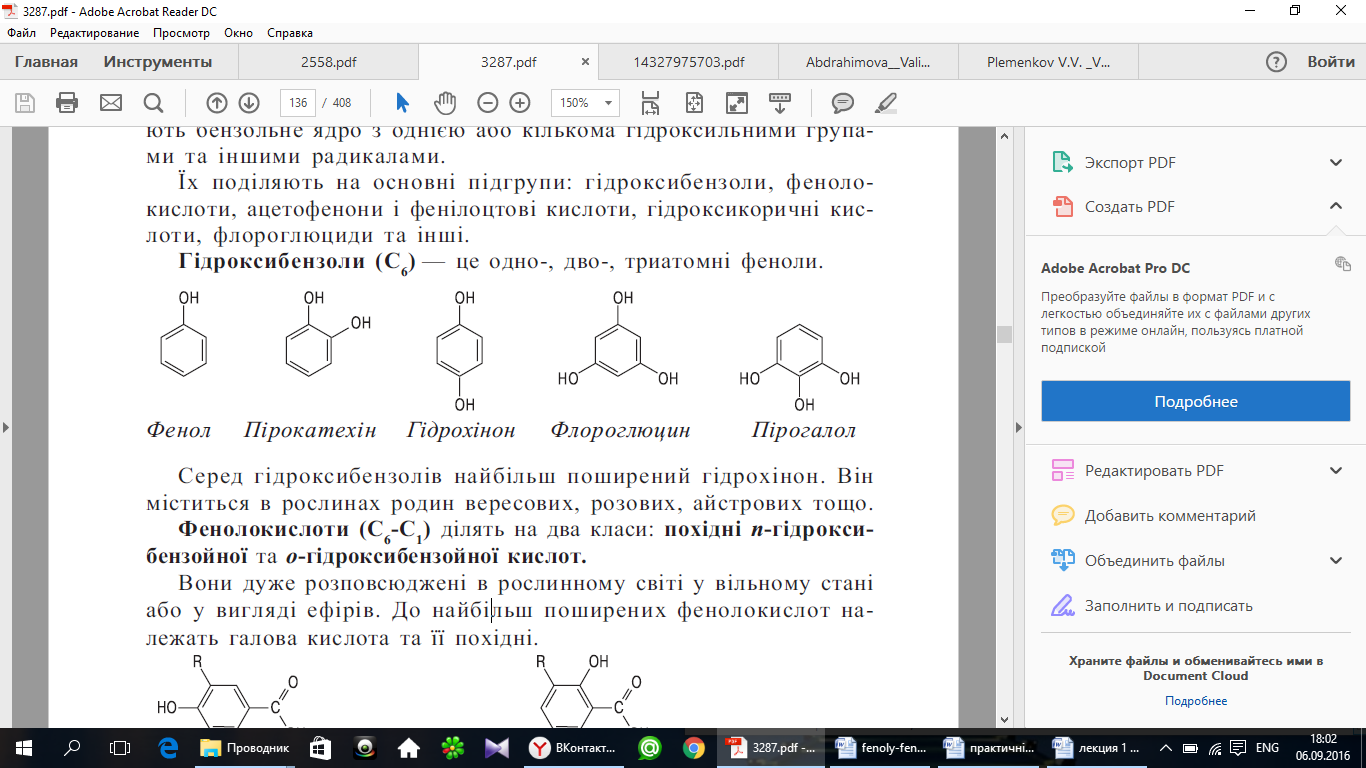 3287.pdf - Adobe Acrobat Reader DC
Файл Редактирование Просмотр Окно Справка
Главная Инструменты 2558.pdf 3287.pdf × 14327975703.pdf Abdrahimova__Vali... Plemenkov V.V. _V... Войти
136 / 408 150%
ють бензольне ядро з однією або кількома гідроксильними група-
ми та іншими радикалами.
Їх поділяють на основні підгрупи: гідроксибензоли, феноло-
кислоти, ацетофенони і фенілоцтові кислоти, гідроксикоричні кис-
лоти, флороглюциди та інші.
Гідроксибензоли (C6) — це одно-, дво-, триатомні феноли.
OH OH OH OH
OH
HO OH HO OH
OH OH
Фенол Пірокатехін Гідрохінон Флороглюцин Пірогалол
Серед гідроксибензолів найбільш поширений гідрохінон. Він
міститься в рослинах родин вересових, розових, айстрових тощо.
Фенолокислоти (C6-C1) ділять на два класи: похідні п-гідрокси-
бензойної та о-гідроксибензойної кислот.
Вони дуже розповсюджені в рослинному світі у вільному стані
або у вигляді ефірів. До найбільш поширених фенолокислот на-
лежать галова кислота та її похідні.
R R OH
O O
HO C C
Экспорт PDF
Создать PDF
Adobe Acrobat Pro DC
Преобразуйте файлы в формат PDF и с
легкостью объединяйте их с файлами других
типов в режиме онлайн, пользуясь платной
подпиской
Подробнее
Редактировать PDF
Добавить комментарий
Объединить файлы
Заполнить и подписать
Храните файлы и обменивайтесь ими в
Document Cloud
Подробнее
Проводник ВКонтакт... 3287.pdf -... fenoly-fen... практичні... лекция 1 ... ENG 18:02
06.09.2016